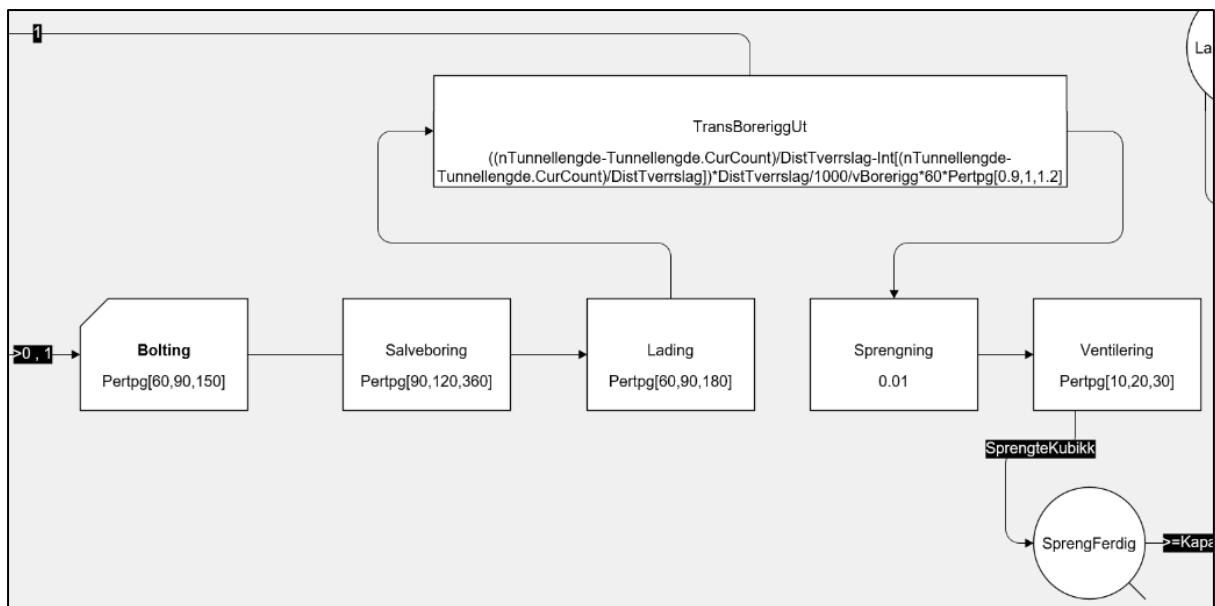 1
La
TransBoreriggUt
((nTunnellengde-Tunnellengde.CurCount)/DistTverrslag-Int[(nTunnellengde-
Tunnellengde.CurCount)/DistTverrslag])*DistTverrslag/1000/vBorerigg*60*Pertpg[0.9,1,1.2]
>0 , 1
Bolting
Pertpg[60,90,150]
Salveboring
Pertpg[90,120,360]
Lading
Pertpg[60,90,180]
Sprengning
0.01
Ventilering
Pertpg[10,20,30]
SprengteKubikk
SprengFerdig
>=Kapa